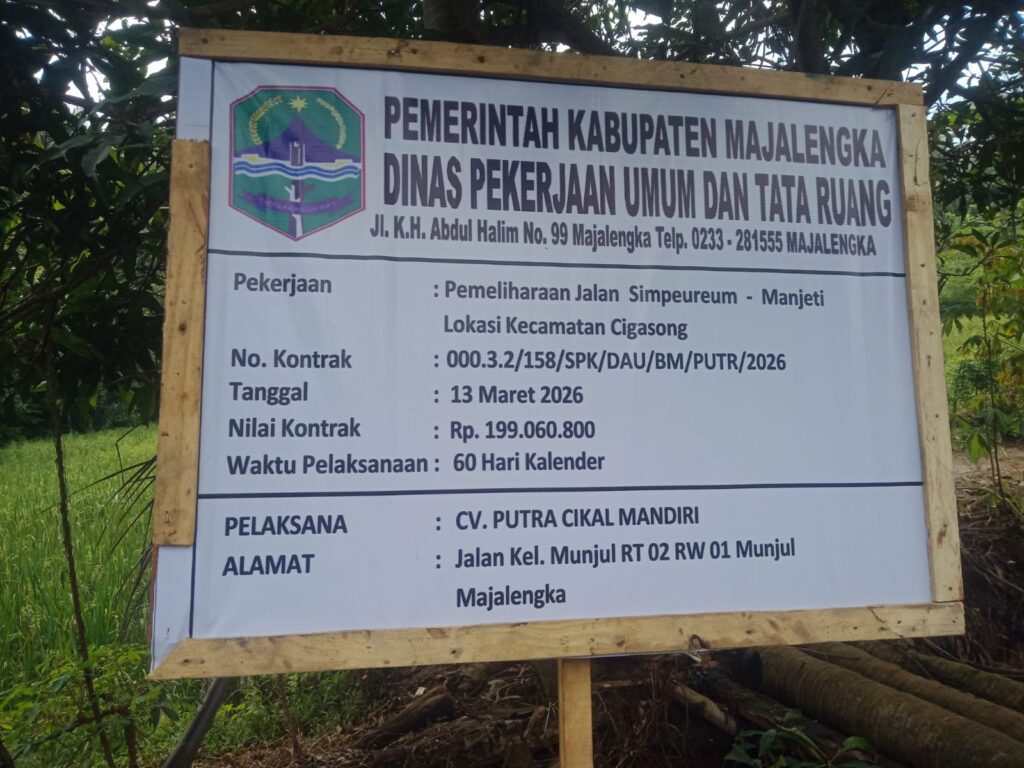 PEMERINTAH KABUPATEN MAJALENGKA
DINAS PEKERJAAN UMUM DAN TATA RUANG
Jl. K.H. Abdul Halim No. 99 Majalengka Telp. 0233 - 281555 MAJALENGKA
Pekerjaan : Pemeliharaan Jalan Simpeureum - Manjeti
Lokasi Kecamatan Cigasong
No. Kontrak : 000.3.2/158/SPK/DAU/BM/PUTR/2026
Tanggal : 13 Maret 2026
Nilai Kontrak : Rp. 199.060.800
Waktu Pelaksanaan : 60 Hari Kalender
PELAKSANA : CV. PUTRA CIKAL MANDIRI
ALAMAT : Jalan Kel. Munjul RT 02 RW 01 Munjul
Majalengka